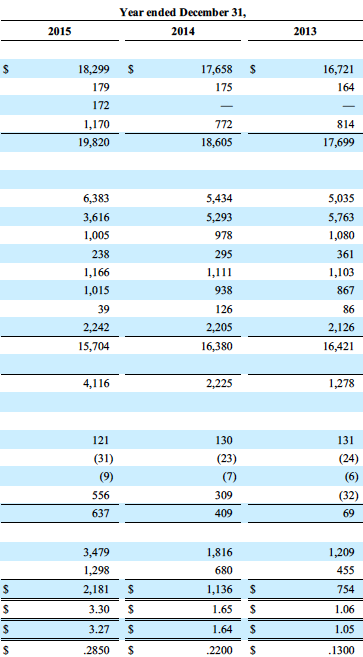 Year ended December 31,
2015 2014 2013
$ 18,299 $ 17,658 $ 16,721
179 175 164
172 — —
1,170 772 814
19,820 18,605 17,699
6,383 5,434 5,035
3,616 5,293 5,763
1,005 978 1,080
238 295 361
1,166 1,111 1,103
1,015 938 867
39 126 86
2,242 2,205 2,126
15,704 16,380 16,421
4,116 2,225 1,278
121 130 131
(31) (23) (24)
(9) (7) (6)
556 309 (32)
637 409 69
3,479 1,816 1,209
1,298 680 455
$ 2,181 $ 1,136 $ 754
$ 3.30 $ 1.65 $ 1.06
$ 3.27 $ 1.64 $ 1.05
$ .2850 $ .2200 $ .1300